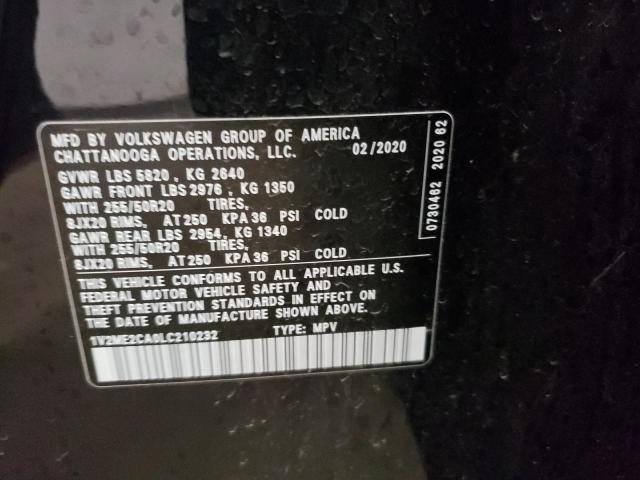 MFD BY VOLKSWAGEN GROUP OF AMERICA
CHATTANOOGA OPERATIONS, LLC. 02/2020
GVWR LBS 5820 , KG 2640
GAWR FRONT LBS 2976 , KG 1350
WITH 255/50R20 TIRES,
8JX20 RIMS, AT 250 KPA 36 PSI COLD
GAWR REAR LBS 2954, KG 1340
WITH 255/50R20 TIRES,
8JX20 RIMS, AT 250 KPA 36 PSI COLD
THIS VEHICLE CONFORMS TO ALL APPLICABLE U.S.
FEDERAL MOTOR VEHICLE SAFETY AND
THEFT PREVENTION STANDARDS IN EFFECT ON
THE DATE OF MANUFACTURE SHOWN ABOVE.
1V2ME2CA0LC210232 TYPE: MPV
0730462 2020 62